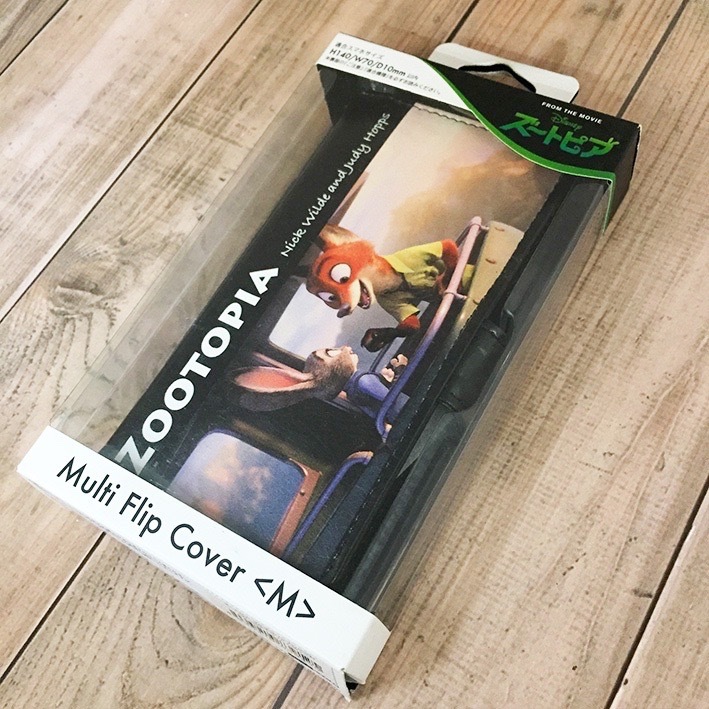 適合スマホサイズ
H140/W70/D10mm 以内
FROM THE MOVIE
Disney
ズートピア
Nick Wilde and Judy Hopps
ZOOTOPIA
Multi Flip Cover <M>